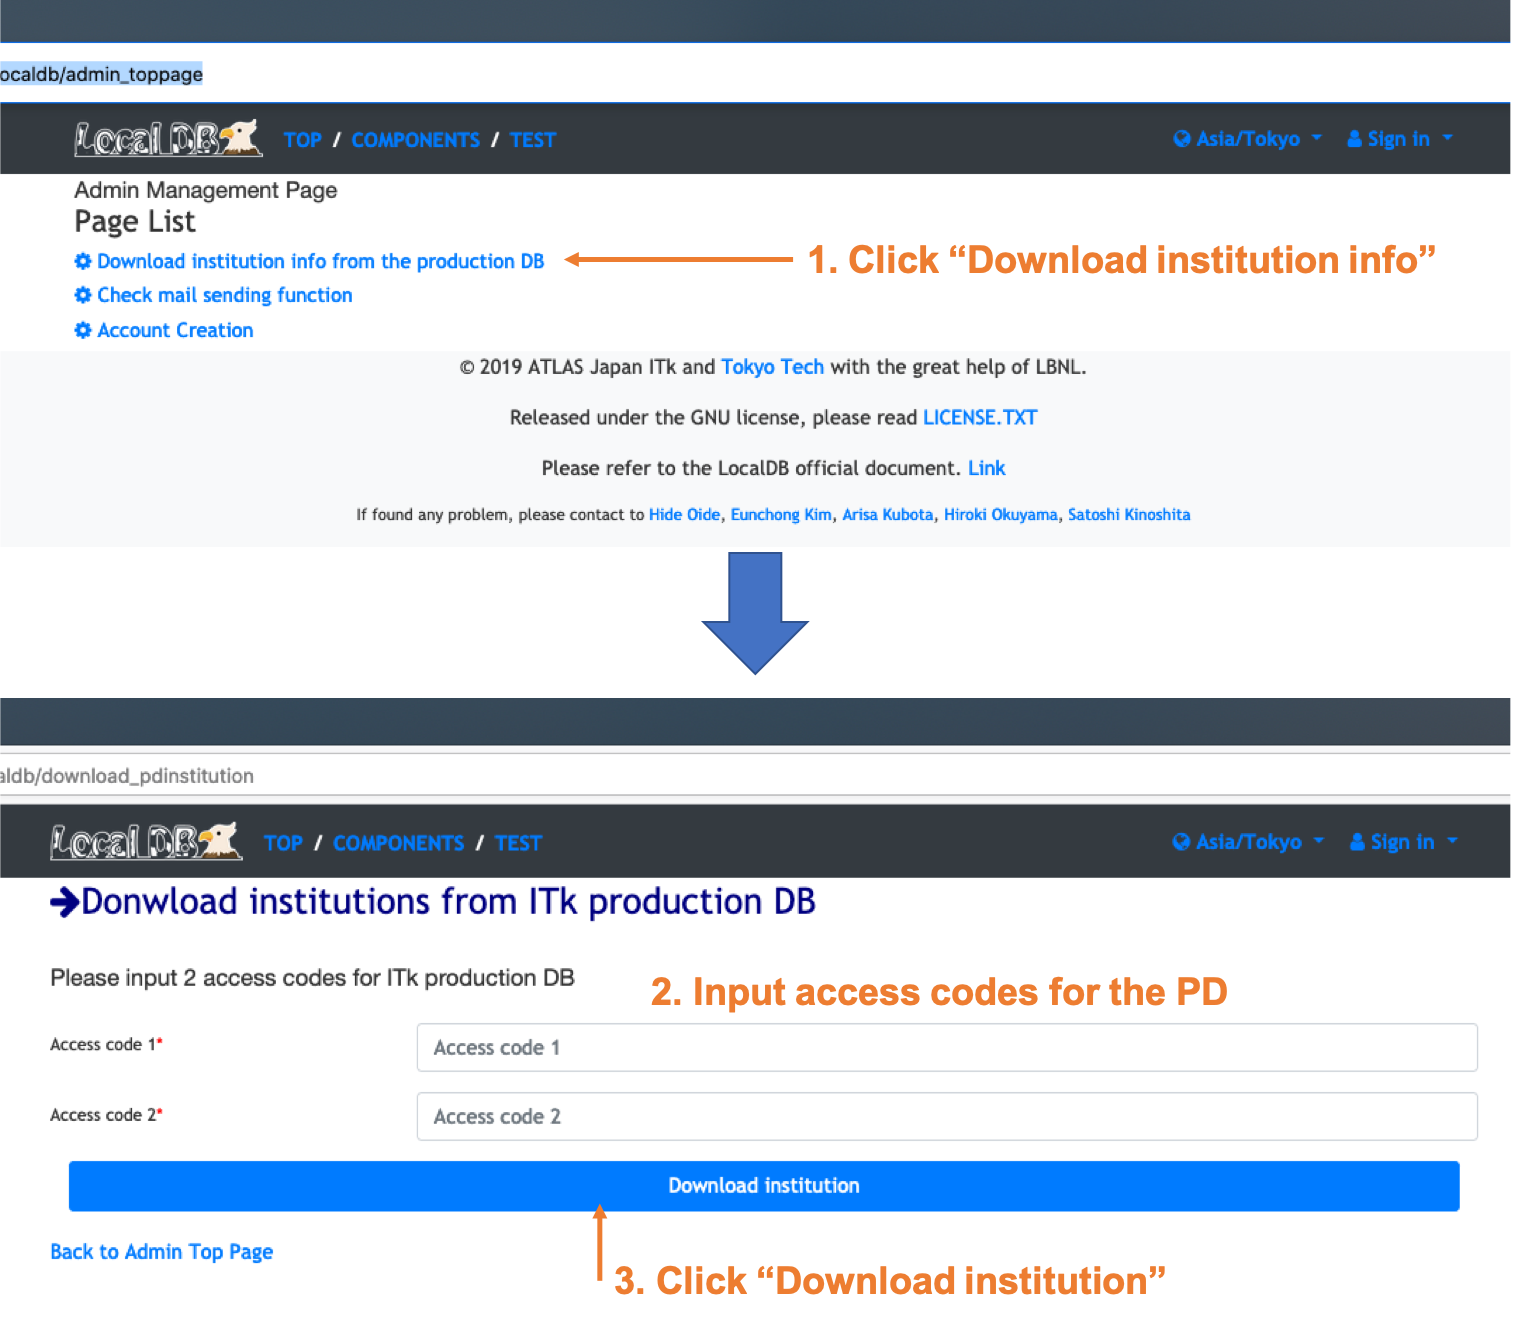 ocaldb/admin_toppage
Local DB TOP / COMPONENTS / TEST Asia/Tokyo Sign in
Admin Management Page
Page List
Download institution info from the production DB
1. Click “Download institution info”
Check mail sending function
Account Creation
© 2019 ATLAS Japan ITk and Tokyo Tech with the great help of LBNL.
Released under the GNU license, please read LICENSE.TXT
Please refer to the LocalDB official document. Link
If found any problem, please contact to Hide Oide, Eunchong Kim, Arisa Kubota, Hiroki Okuyama, Satoshi Kinoshita
aldb/download_pdinstitution
Local DB TOP / COMPONENTS / TEST Asia/Tokyo Sign in
Donwload institutions from ITk production DB
Please input 2 access codes for ITk production DB
2. Input access codes for the PD
Access code 1* Access code 1
Access code 2* Access code 2
Download institution
Back to Admin Top Page
3. Click “Download institution”